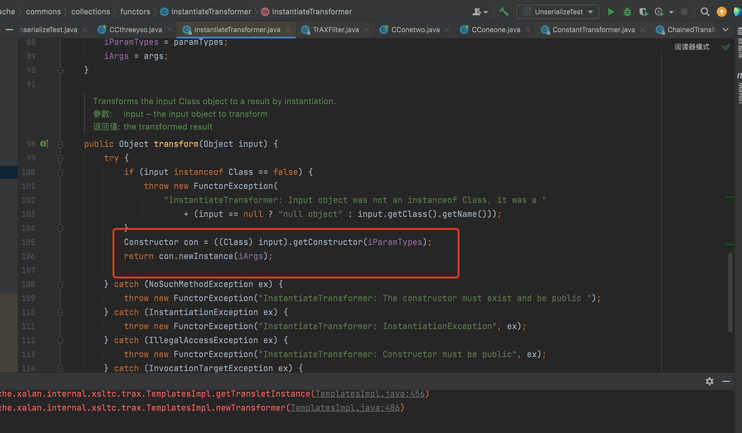 che › commons › collections › functors › InstantiateTransformer › InstantiateTransformer
UnserializeTest
nserializeTest.java CCthreeyso.java InstantiateTransformer.java TrAXFilter.java CConetwo.java CConeone.java ConstantTransformer.java ChainedTransf
阅读器模式
88 iParamTypes = paramTypes;
89 iArgs = args;
90 }
91
Transforms the input Class object to a result by instantiation.
参数: input – the input object to transform
返回值: the transformed result
98 public Object transform(Object input) {
99 try {
100 if (input instanceof Class == false) {
101 throw new FunctorException(
102 "InstantiateTransformer: Input object was not an instanceof Class, it was a "
103 + (input == null ? "null object" : input.getClass().getName()));
104 }
105 Constructor con = ((Class) input).getConstructor(iParamTypes);
106 return con.newInstance(iArgs);
107
108 } catch (NoSuchMethodException ex) {
109 throw new FunctorException("InstantiateTransformer: The constructor must exist and be public ");
110 } catch (InstantiationException ex) {
111 throw new FunctorException("InstantiateTransformer: InstantiationException", ex);
112 } catch (IllegalAccessException ex) {
113 throw new FunctorException("InstantiateTransformer: Constructor must be public", ex);
114 } catch (InvocationTargetException ex) {
che.xalan.internal.xsltc.trax.TemplatesImpl.getTransletInstance(TemplatesImpl.java:456)
che.xalan.internal.xsltc.trax.TemplatesImpl.newTransformer(TemplatesImpl.java:486)